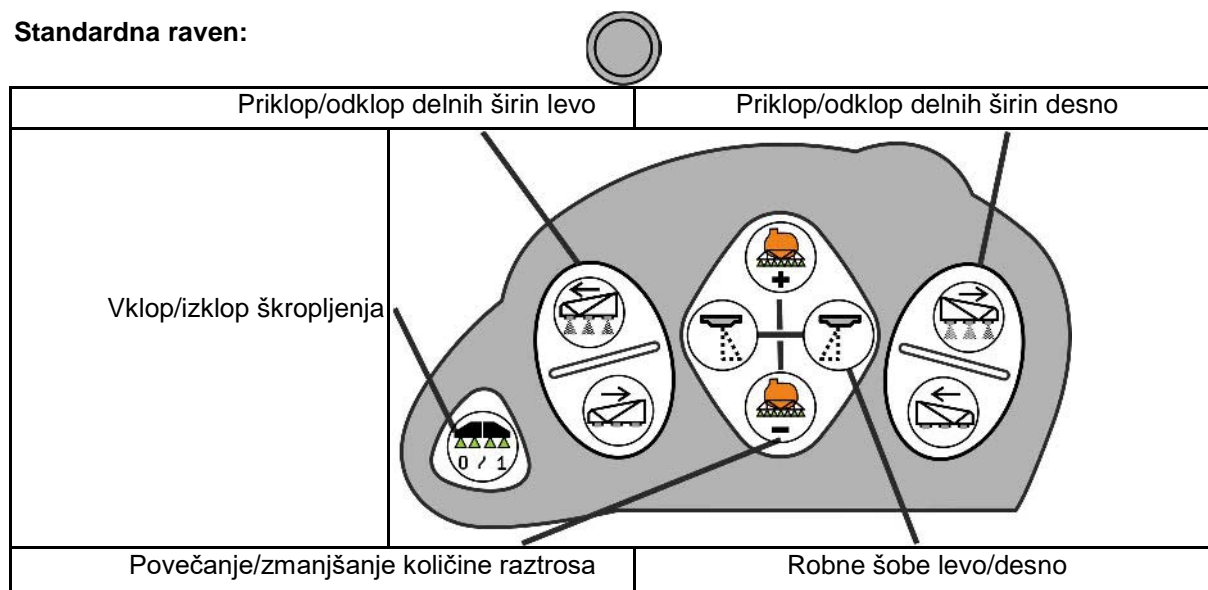 Standardna raven:
Priklop/odklop delnih širin levo
Priklop/odklop delnih širin desno
Vklop/izklop škropljenja
+
-
0 / 1
Povečanje/zmanjšanje količine raztrosa
Robne šobe levo/desno